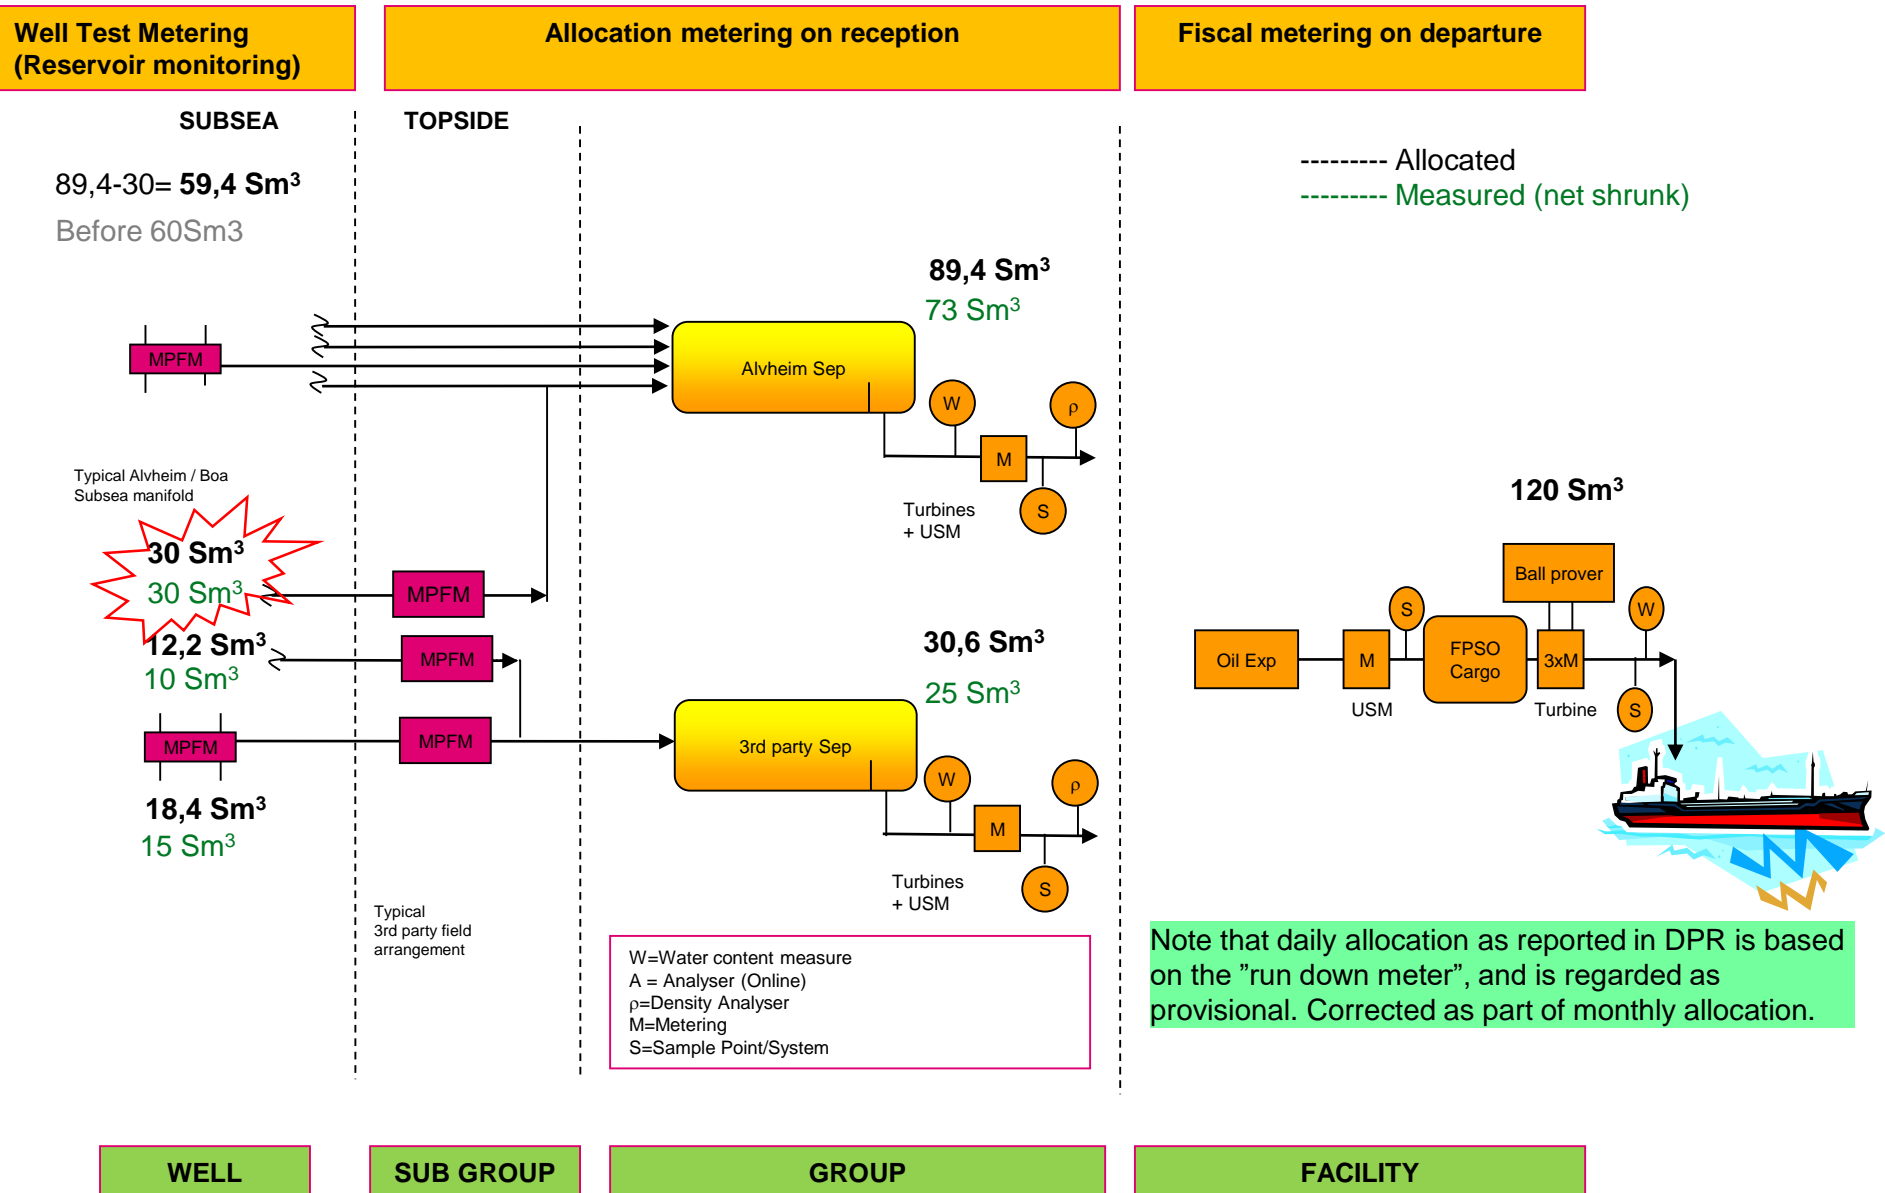 Well Test Metering
(Reservoir monitoring)
Allocation metering on reception
Fiscal metering on departure
SUBSEA
TOPSIDE
89,4-30= 59,4 Sm³
Before 60Sm3
--------- Allocated
--------- Measured (net shrunk)
89,4 Sm³
73 Sm³
MPFM
Alvheim Sep
W
ρ
M
S
Turbines
+ USM
Typical Alvheim / Boa
Subsea manifold
30 Sm³
30 Sm³
MPFM
12,2 Sm³
10 Sm³
MPFM
30,6 Sm³
25 Sm³
MPFM
MPFM
3rd party Sep
18,4 Sm³
15 Sm³
W
ρ
M
S
Turbines
+ USM
120 Sm³
Ball prover
S
W
Oil Exp
M
FPSO
Cargo
3xM
USM
Turbine
S
Typical
3rd party field
arrangement
W=Water content measure
A = Analyser (Online)
ρ=Density Analyser
M=Metering
S=Sample Point/System
Note that daily allocation as reported in DPR is based
on the ”run down meter”, and is regarded as
provisional. Corrected as part of monthly allocation.
WELL
SUB GROUP
GROUP
FACILITY